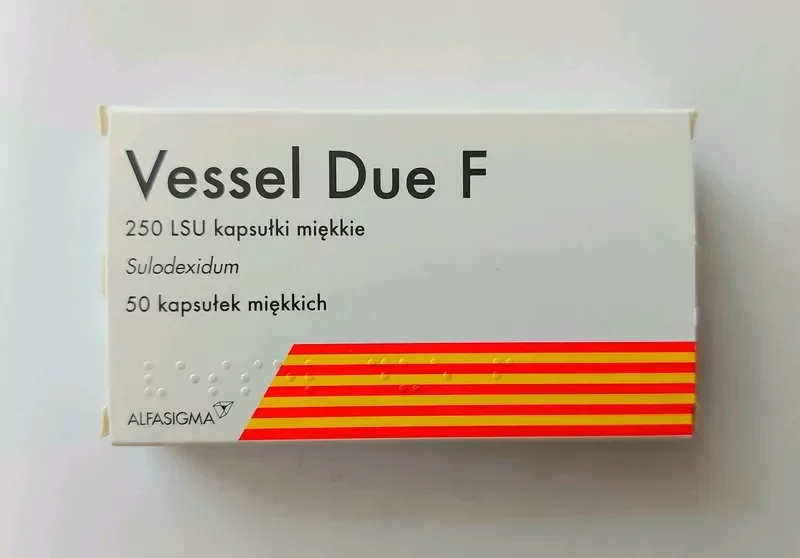 Vessel Due F
250 LSU kapsułki miękkie
Sulodexidum
50 kapsułek miękkich
ALFASIGMA